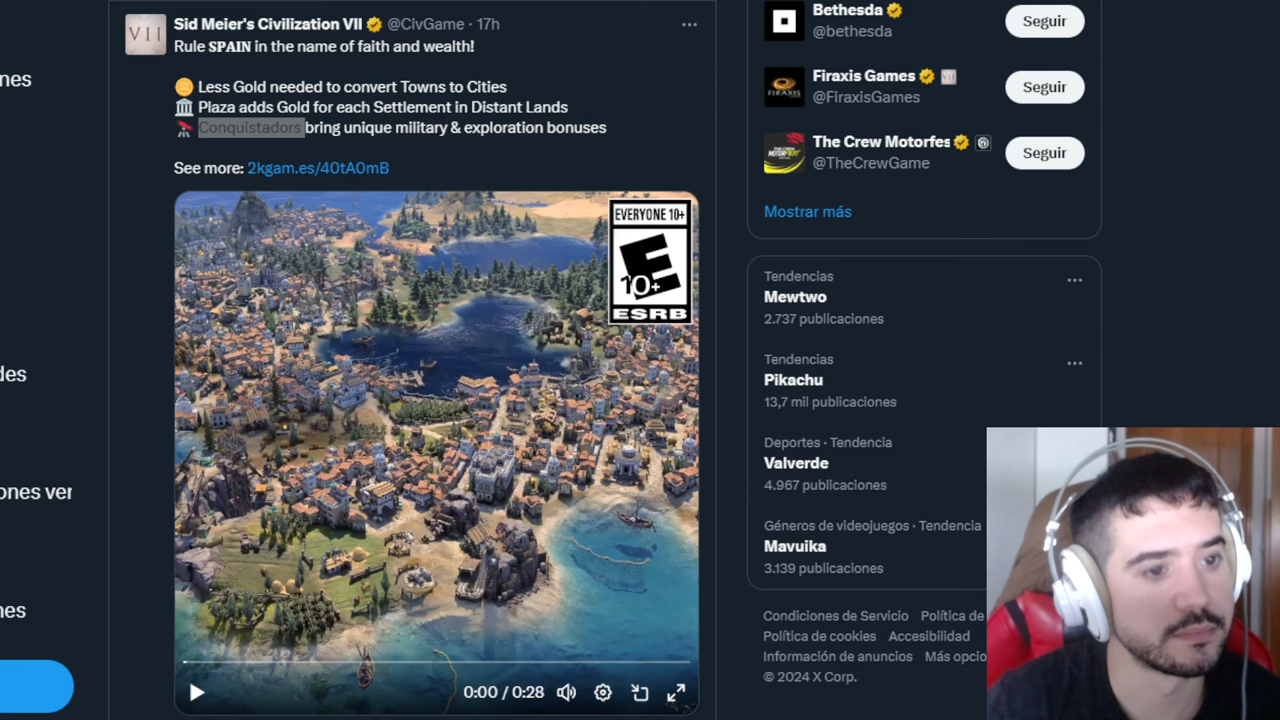 nes
des
ones ver
nes
VII
Sid Meier's Civilization VII @CivGame · 17h
Rule SPAIN in the name of faith and wealth!
Less Gold needed to convert Towns to Cities
Plaza adds Gold for each Settlement in Distant Lands
Conquistadors bring unique military & exploration bonuses
See more: 2kgam.es/40tA0mB
EVERYONE 10+
E
10+
ESRB
0:00 / 0:28
Bethesda
@bethesda
Seguir
FIRAXIS
Firaxis Games
@FiraxisGames
Seguir
The Crew Motorfes
@TheCrewGame
Seguir
Mostrar más
Tendencias
Mewtwo
2.737 publicaciones
Tendencias
Pikachu
13,7 mil publicaciones
Deportes · Tendencia
Valverde
4.967 publicaciones
Géneros de videojuegos · Tendencia
Mavuika
3.139 publicaciones
Condiciones de Servicio Política de
Política de cookies Accesibilidad
Información de anuncios Más opcio
© 2024 X Corp.